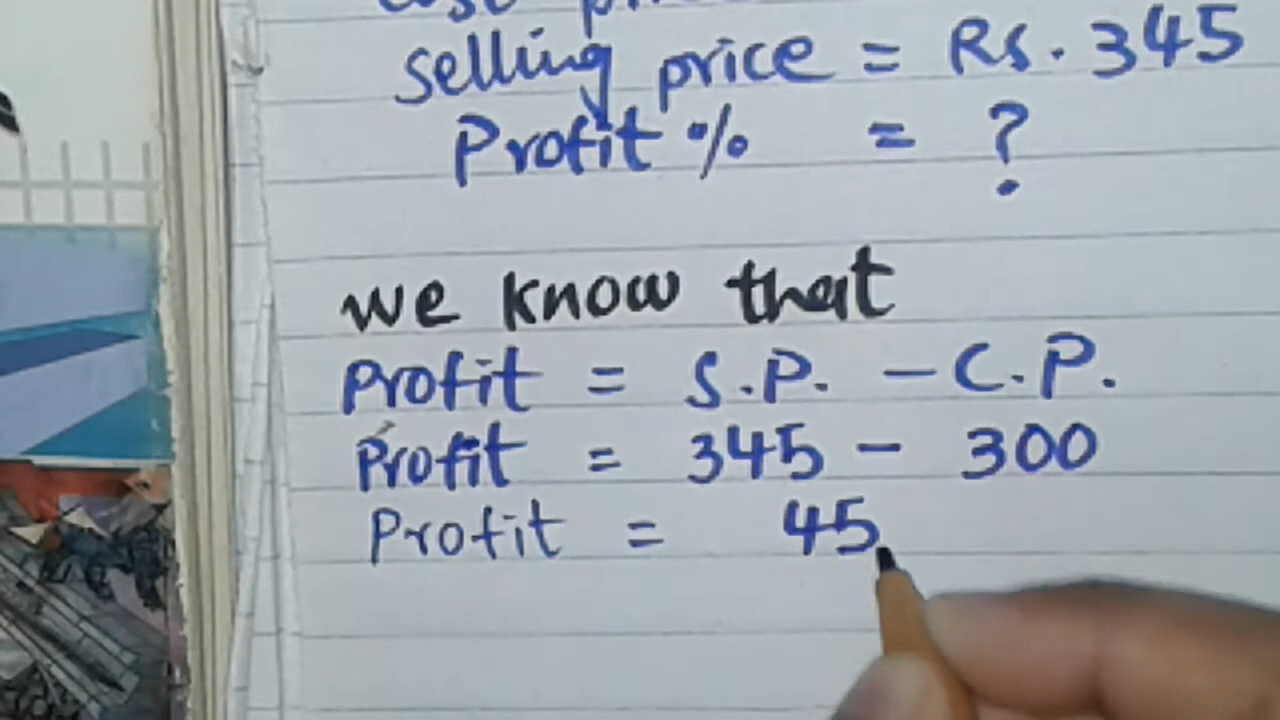 selling price = Rs. 345
Profit % = ?
we know that
Profit = S.P. - C.P.
Profit = 345 - 300
Profit = 45